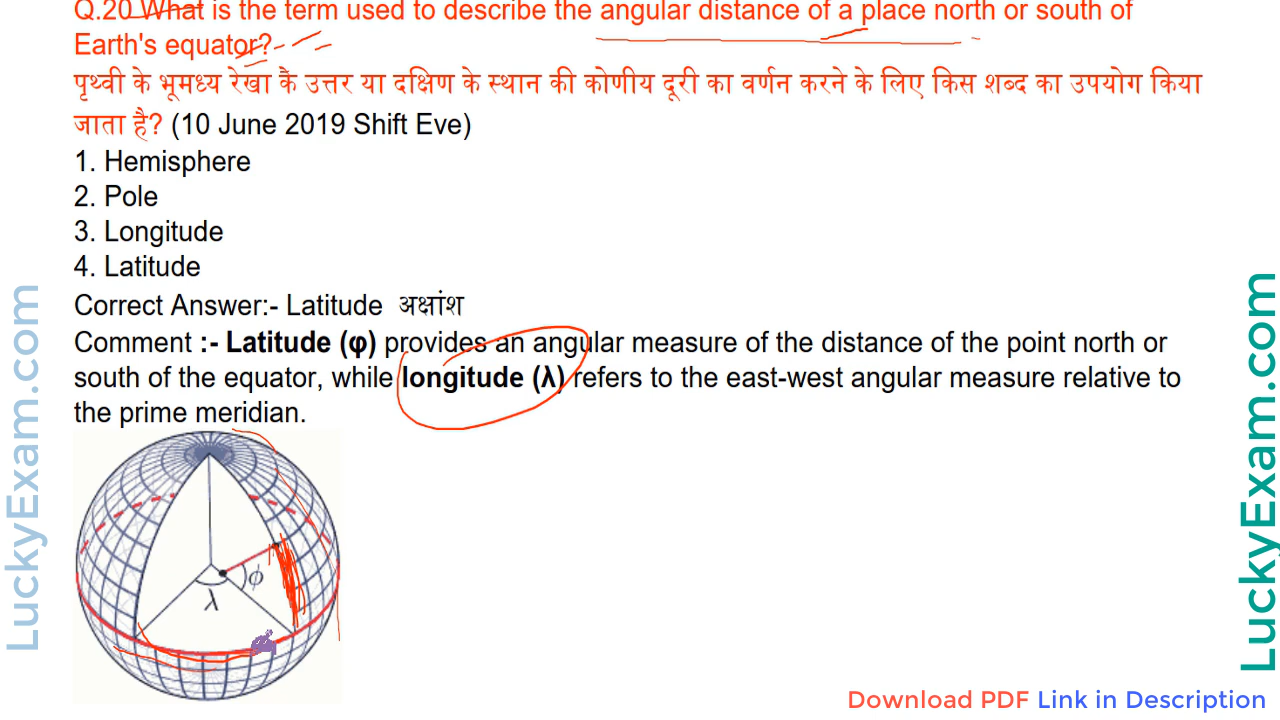 Q.20 What is the term used to describe the angular distance of a place north or south of
Earth's equator?
पृथ्वी के भूमध्य रेखा के उत्तर या दक्षिण के स्थान की कोणीय दूरी का वर्णन करने के लिए किस शब्द का उपयोग किया
जाता है? (10 June 2019 Shift Eve)
1. Hemisphere
2. Pole
3. Longitude
4. Latitude
Correct Answer:- Latitude अक्षांश
Comment :- Latitude (φ) provides an angular measure of the distance of the point north or
south of the equator, while longitude (λ) refers to the east-west angular measure relative to
the prime meridian.
ϕ
λ
LuckyExam.com
LuckyExam.com
Download PDF Link in Description